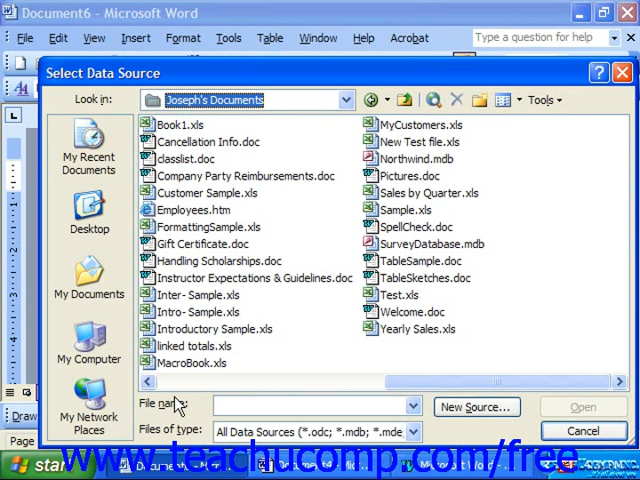 Document6 - Microsoft Word
File Edit View Insert Format Tools Table Window Help Acrobat
Type a question for help
Select Data Source
Look in:
Joseph's Documents
Tools
My Recent
Documents
Desktop
My Documents
My Computer
My Network
Places
Book1.xls
Cancellation Info.doc
classlist.doc
Company Party Reimbursements.doc
Customer Sample.xls
Employees.htm
FormattingSample.xls
Gift Certificate.doc
Handling Scholarships.doc
Instructor Expectations & Guidelines.doc
Inter- Sample.xls
Intro- Sample.xls
Introductory Sample.xls
linked totals.xls
MacroBook.xls
MyCustomers.xls
New Test file.xls
Northwind.mdb
Pictures.doc
Sales by Quarter.xls
Sample.xls
SpellCheck.doc
SurveyDatabase.mdb
TableSample.doc
TableSketches.doc
Test.xls
Welcome.doc
Yearly Sales.xls
File name:
New Source...
Open
Files of type:
All Data Sources (*.odc; *.mdb; *.mde
Cancel
Draw
Page
start
www.teachucomp.com/free